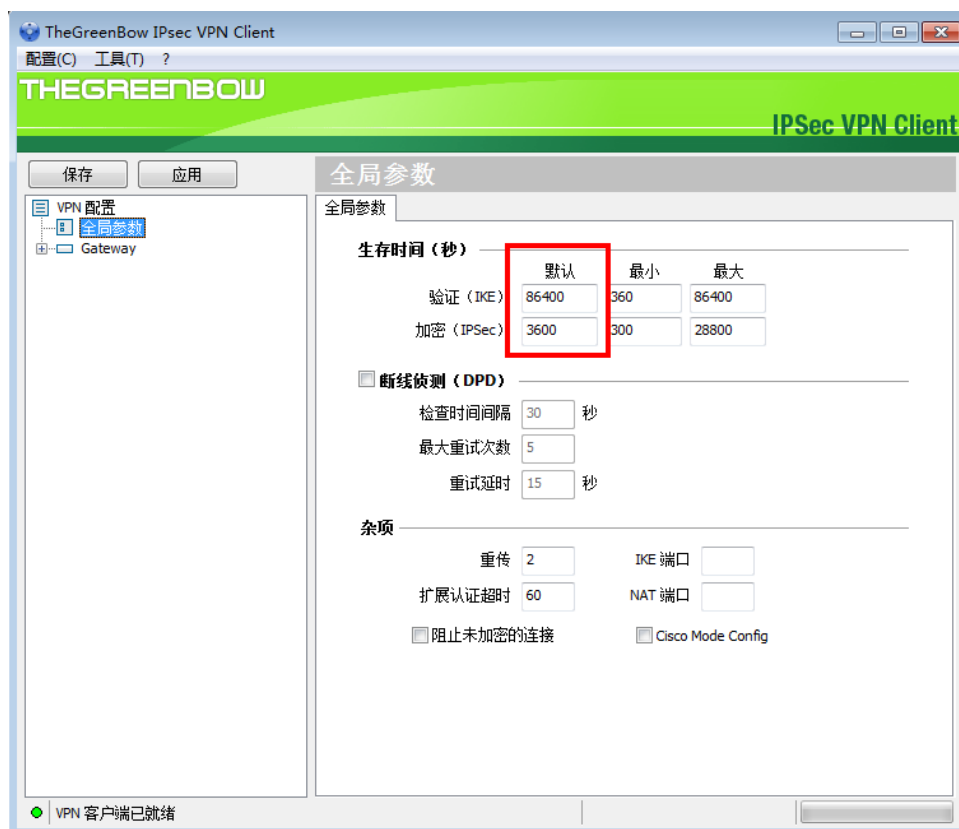 TheGreenBow IPsec VPN Client
配置(C) 工具(T) ?
THEGREENBOW
IPSec VPN Client
保存 应用
全局参数
VPN 配置
全局参数
Gateway
全局参数
生存时间（秒）
默认 最小 最大
验证（IKE） 86400 360 86400
加密（IPSec） 3600 300 28800
断线侦测（DPD）
检查时间间隔 30 秒
最大重试次数 5
重试延时 15 秒
杂项
重传 2 IKE 端口
扩展认证超时 60 NAT 端口
阻止未加密的连接 Cisco Mode Config
VPN 客户端已就绪